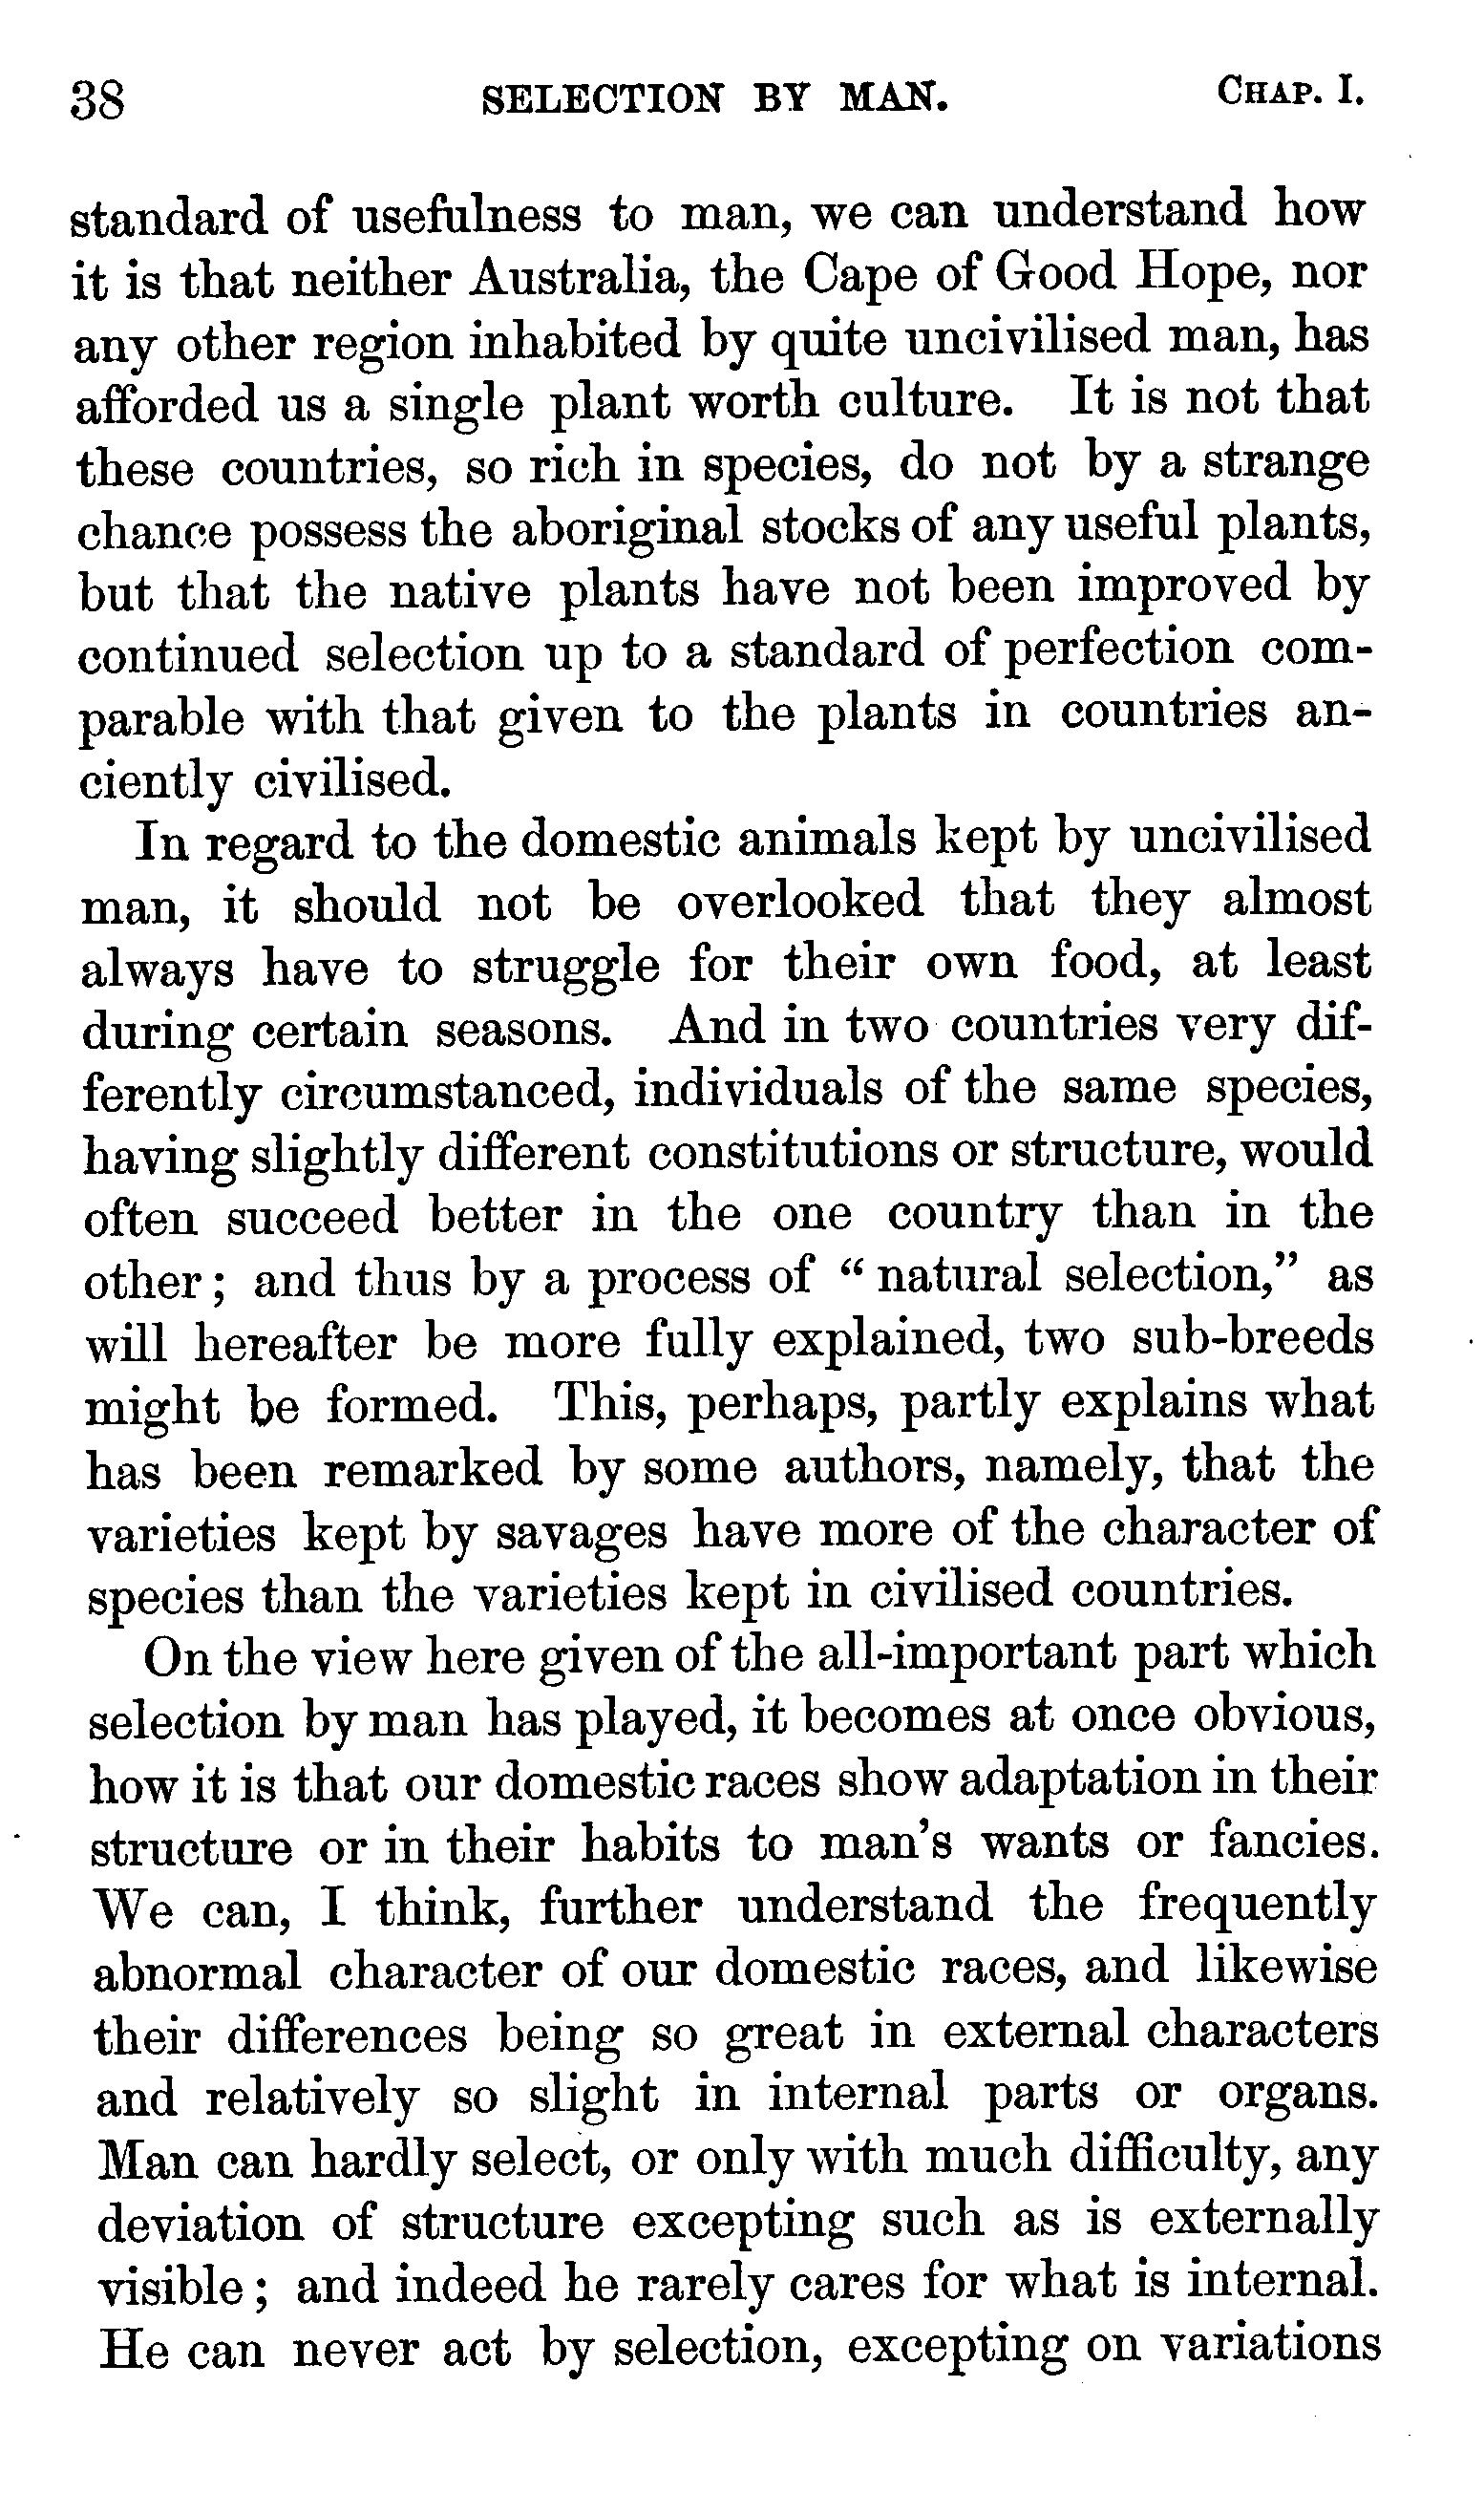 38 SELECTION BY MAN. CHAP. I.
standard of usefulness to man, we can understand how
it is that neither Australia, the Cape of Good Hope, nor
any other region inhabited by quite uncivilised man, has
afforded us a single plant worth culture. It is not that
these countries, so rich in species, do not by a strange
chance possess the aboriginal stocks of any useful plants,
but that the native plants have not been improved by
continued selection up to a standard of perfection com-
parable with that given to the plants in countries an-
ciently civilised.
In regard to the domestic animals kept by uncivilised
man, it should not be overlooked that they almost
always have to struggle for their own food, at least
during certain seasons. And in two countries very dif-
ferently circumstanced, individuals of the same species,
having slightly different constitutions or structure, would
often succeed better in the one country than in the
other; and thus by a process of “natural selection,” as
will hereafter be more fully explained, two sub-breeds
might be formed. This, perhaps, partly explains what
has been remarked by some authors, namely, that the
varieties kept by savages have more of the character of
species than the varieties kept in civilised countries.
On the view here given of the all-important part which
selection by man has played, it becomes at once obvious,
how it is that our domestic races show adaptation in their
structure or in their habits to man's wants or fancies.
We can, I think, further understand the frequently
abnormal character of our domestic races, and likewise
their differences being so great in external characters
and relatively so slight in internal parts or organs.
Man can hardly select, or only with much difficulty, any
deviation of structure excepting such as is externally
visible; and indeed he rarely cares for what is internal.
He can never act by selection, excepting on variations